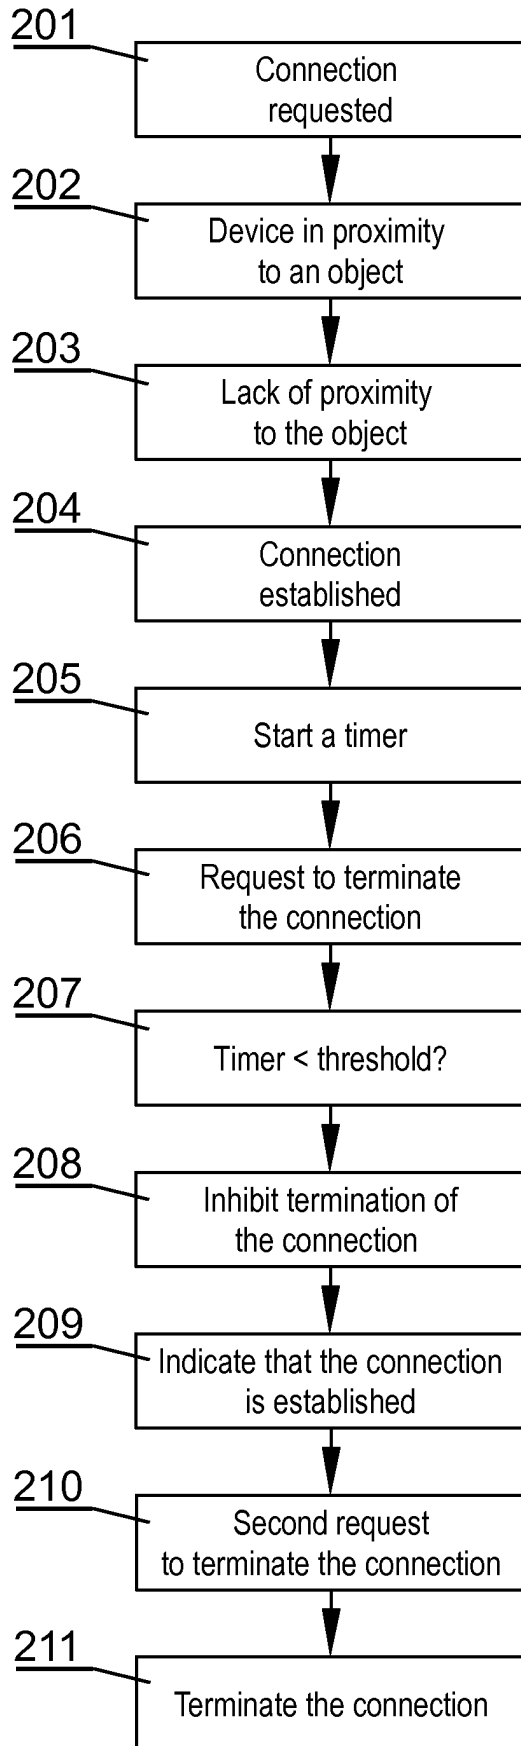 201
Connection
requested
202
Device in proximity
to an object
203
Lack of proximity
to the object
204
Connection
established
205
Start a timer
206
Request to terminate
the connection
207
Timer < threshold?
208
Inhibit termination of
the connection
209
Indicate that the connection
is established
210
Second request
to terminate the connection
211
Terminate the connection